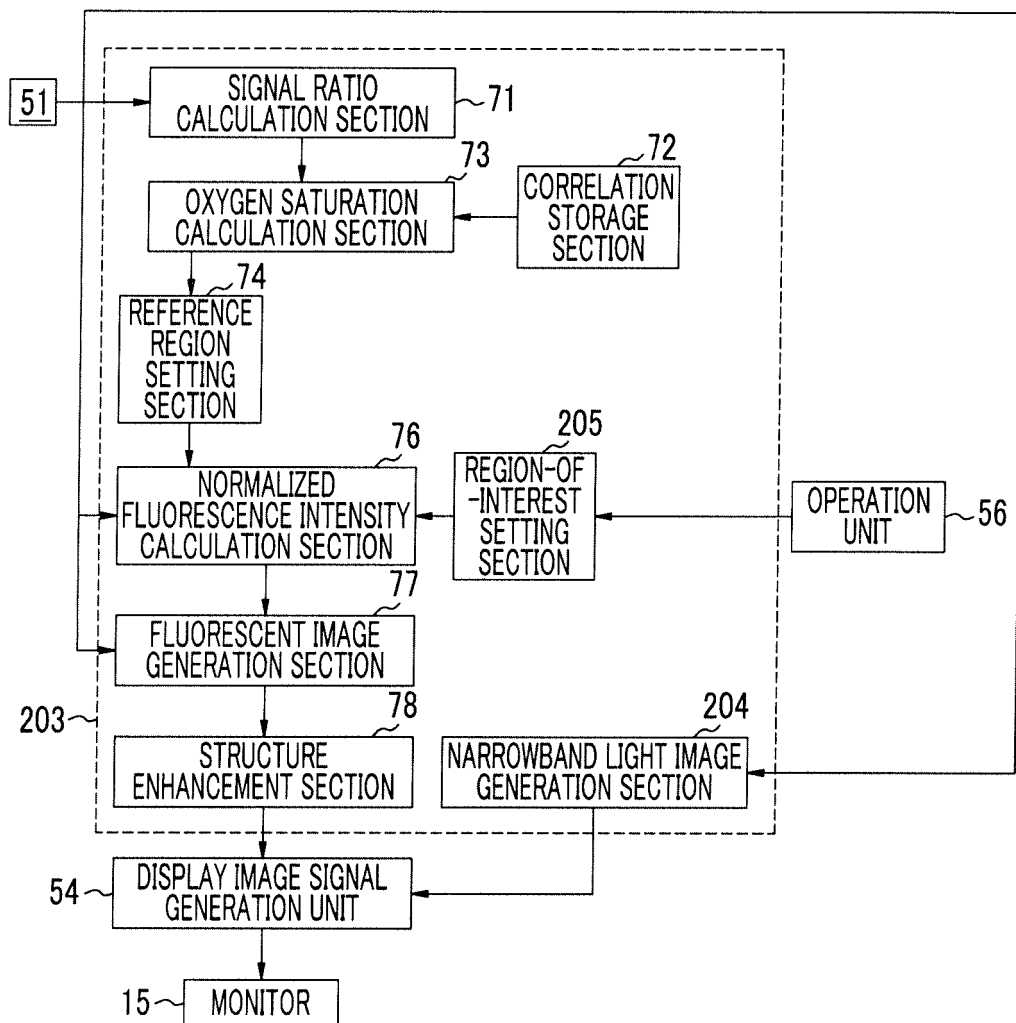 51
SIGNAL RATIO
CALCULATION SECTION
71
73
72
OXYGEN SATURATION
CALCULATION SECTION
CORRELATION
STORAGE
SECTION
74
REFERENCE
REGION
SETTING
SECTION
76
205
NORMALIZED
FLUORESCENCE INTENSITY
CALCULATION SECTION
REGION-OF
-INTEREST
SETTING
SECTION
OPERATION
UNIT
56
77
FLUORESCENT IMAGE
GENERATION SECTION
203
78
204
STRUCTURE
ENHANCEMENT SECTION
NARROWBAND LIGHT IMAGE
GENERATION SECTION
54
DISPLAY IMAGE SIGNAL
GENERATION UNIT
15
MONITOR